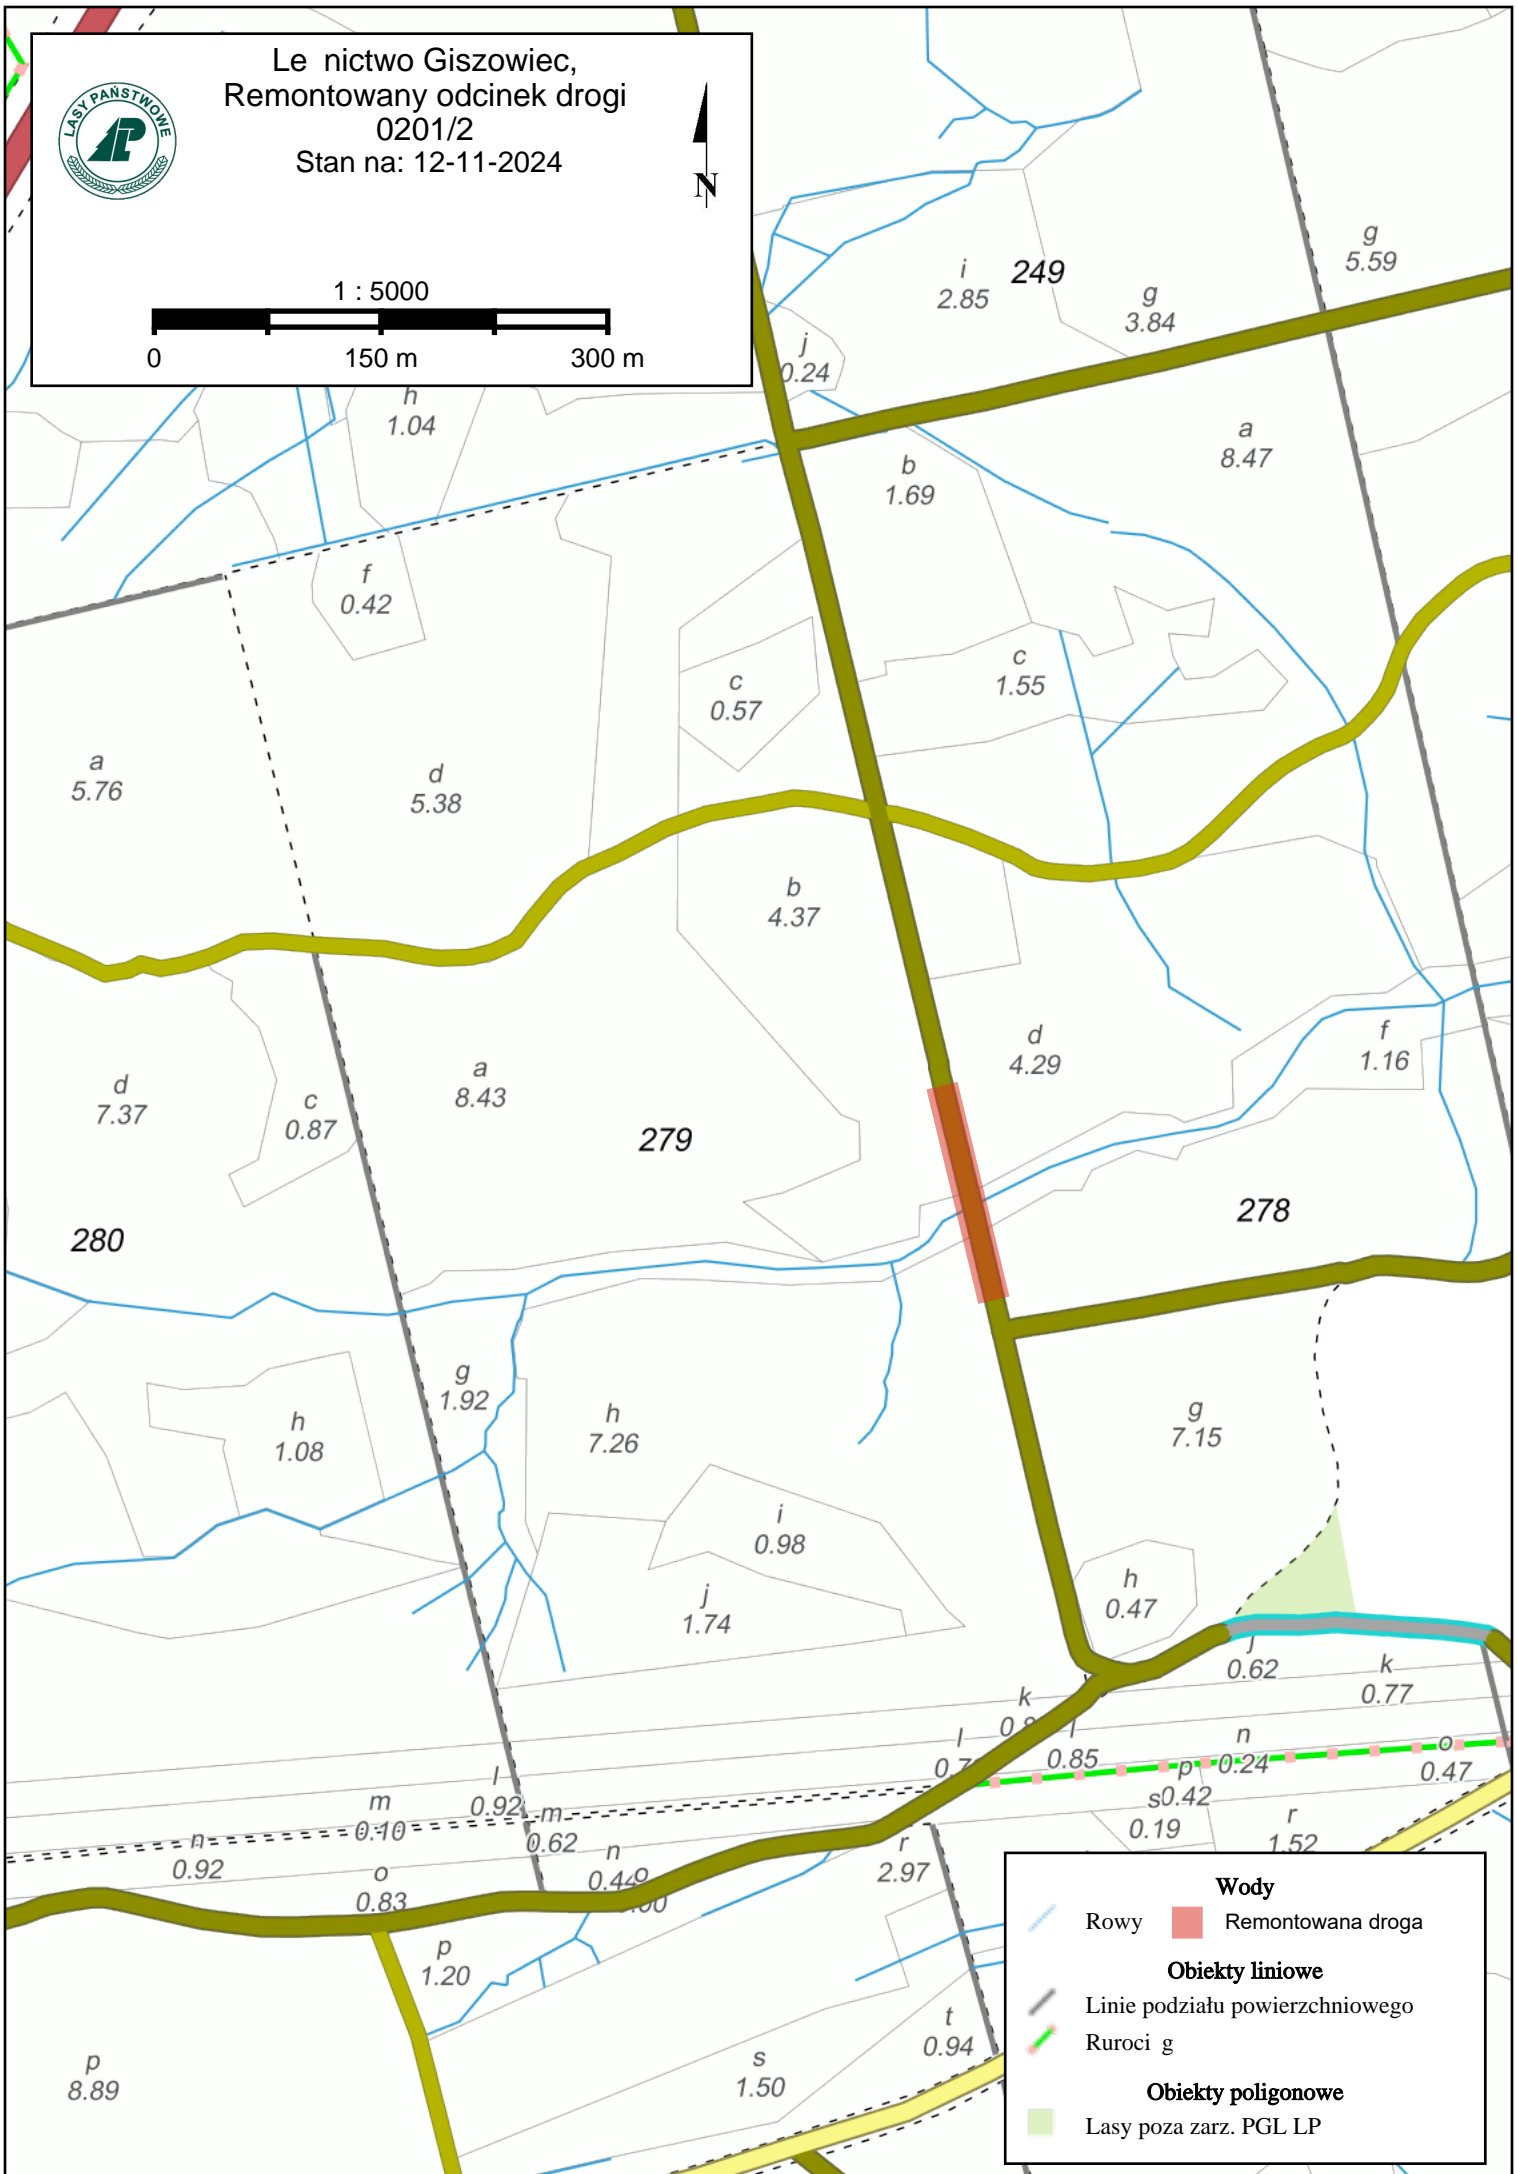 Le nictwo Giszowiec,
Remontowany odcinek drogi
0201/2
Stan na: 12-11-2024
LASY PAŃSTWOWE
N
1 : 5000
0 150 m 300 m
g
5.59
i
2.85
249
g
3.84
j
0.24
h
1.04
a
8.47
b
1.69
f
0.42
c
0.57
c
1.55
a
5.76
d
5.38
b
4.37
d
4.29
f
1.16
d
7.37
c
0.87
a
8.43
279
278
280
g
1.92
h
1.08
h
7.26
g
7.15
i
0.98
j
1.74
h
0.47
j
0.62
k
0.77
k
l
l
0.85
n
0.24
o
0.47
p
0.42
s
0.19
r
1.52
l
0.92
m
0.10
m
0.62
n
0.92
n
0.44
o
0.83
o
r
2.97
p
1.20
t
0.94
s
1.50
p
8.89
Wody
Rowy Remontowana droga
Obiekty liniowe
Linie podziału powierzchniowego
Ruroci g
Obiekty poligonowe
Lasy poza zarz. PGL LP